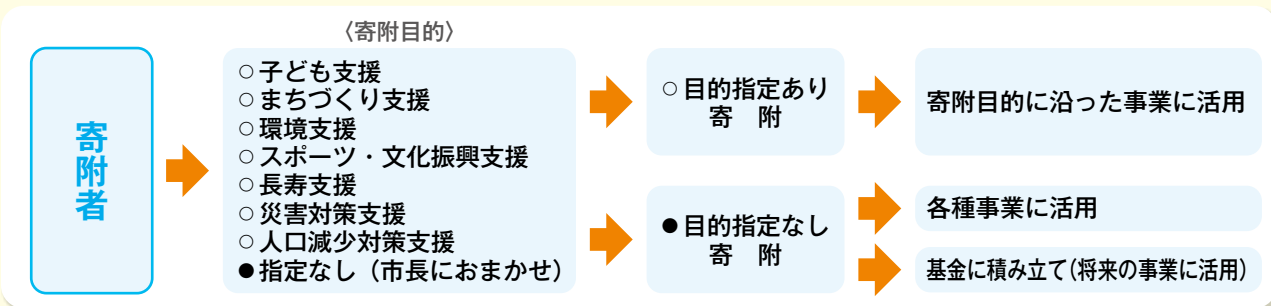 〈寄附目的〉
寄附者
○子ども支援
○まちづくり支援
○環境支援
○スポーツ・文化振興支援
○長寿支援
○災害対策支援
○人口減少対策支援
●指定なし（市長におまかせ）
○目的指定あり
寄　附
寄附目的に沿った事業に活用
●目的指定なし
寄　附
各種事業に活用
基金に積み立て(将来の事業に活用)